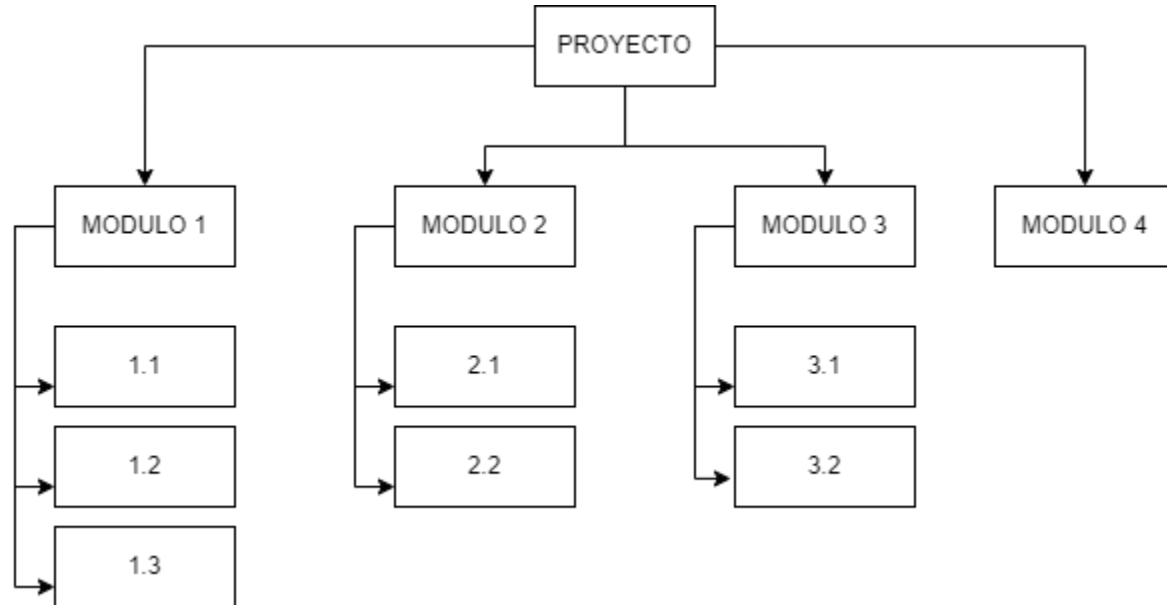 PROYECTO
MODULO 1
MODULO 2
MODULO 3
MODULO 4
1.1
2.1
3.1
1.2
2.2
3.2
1.3